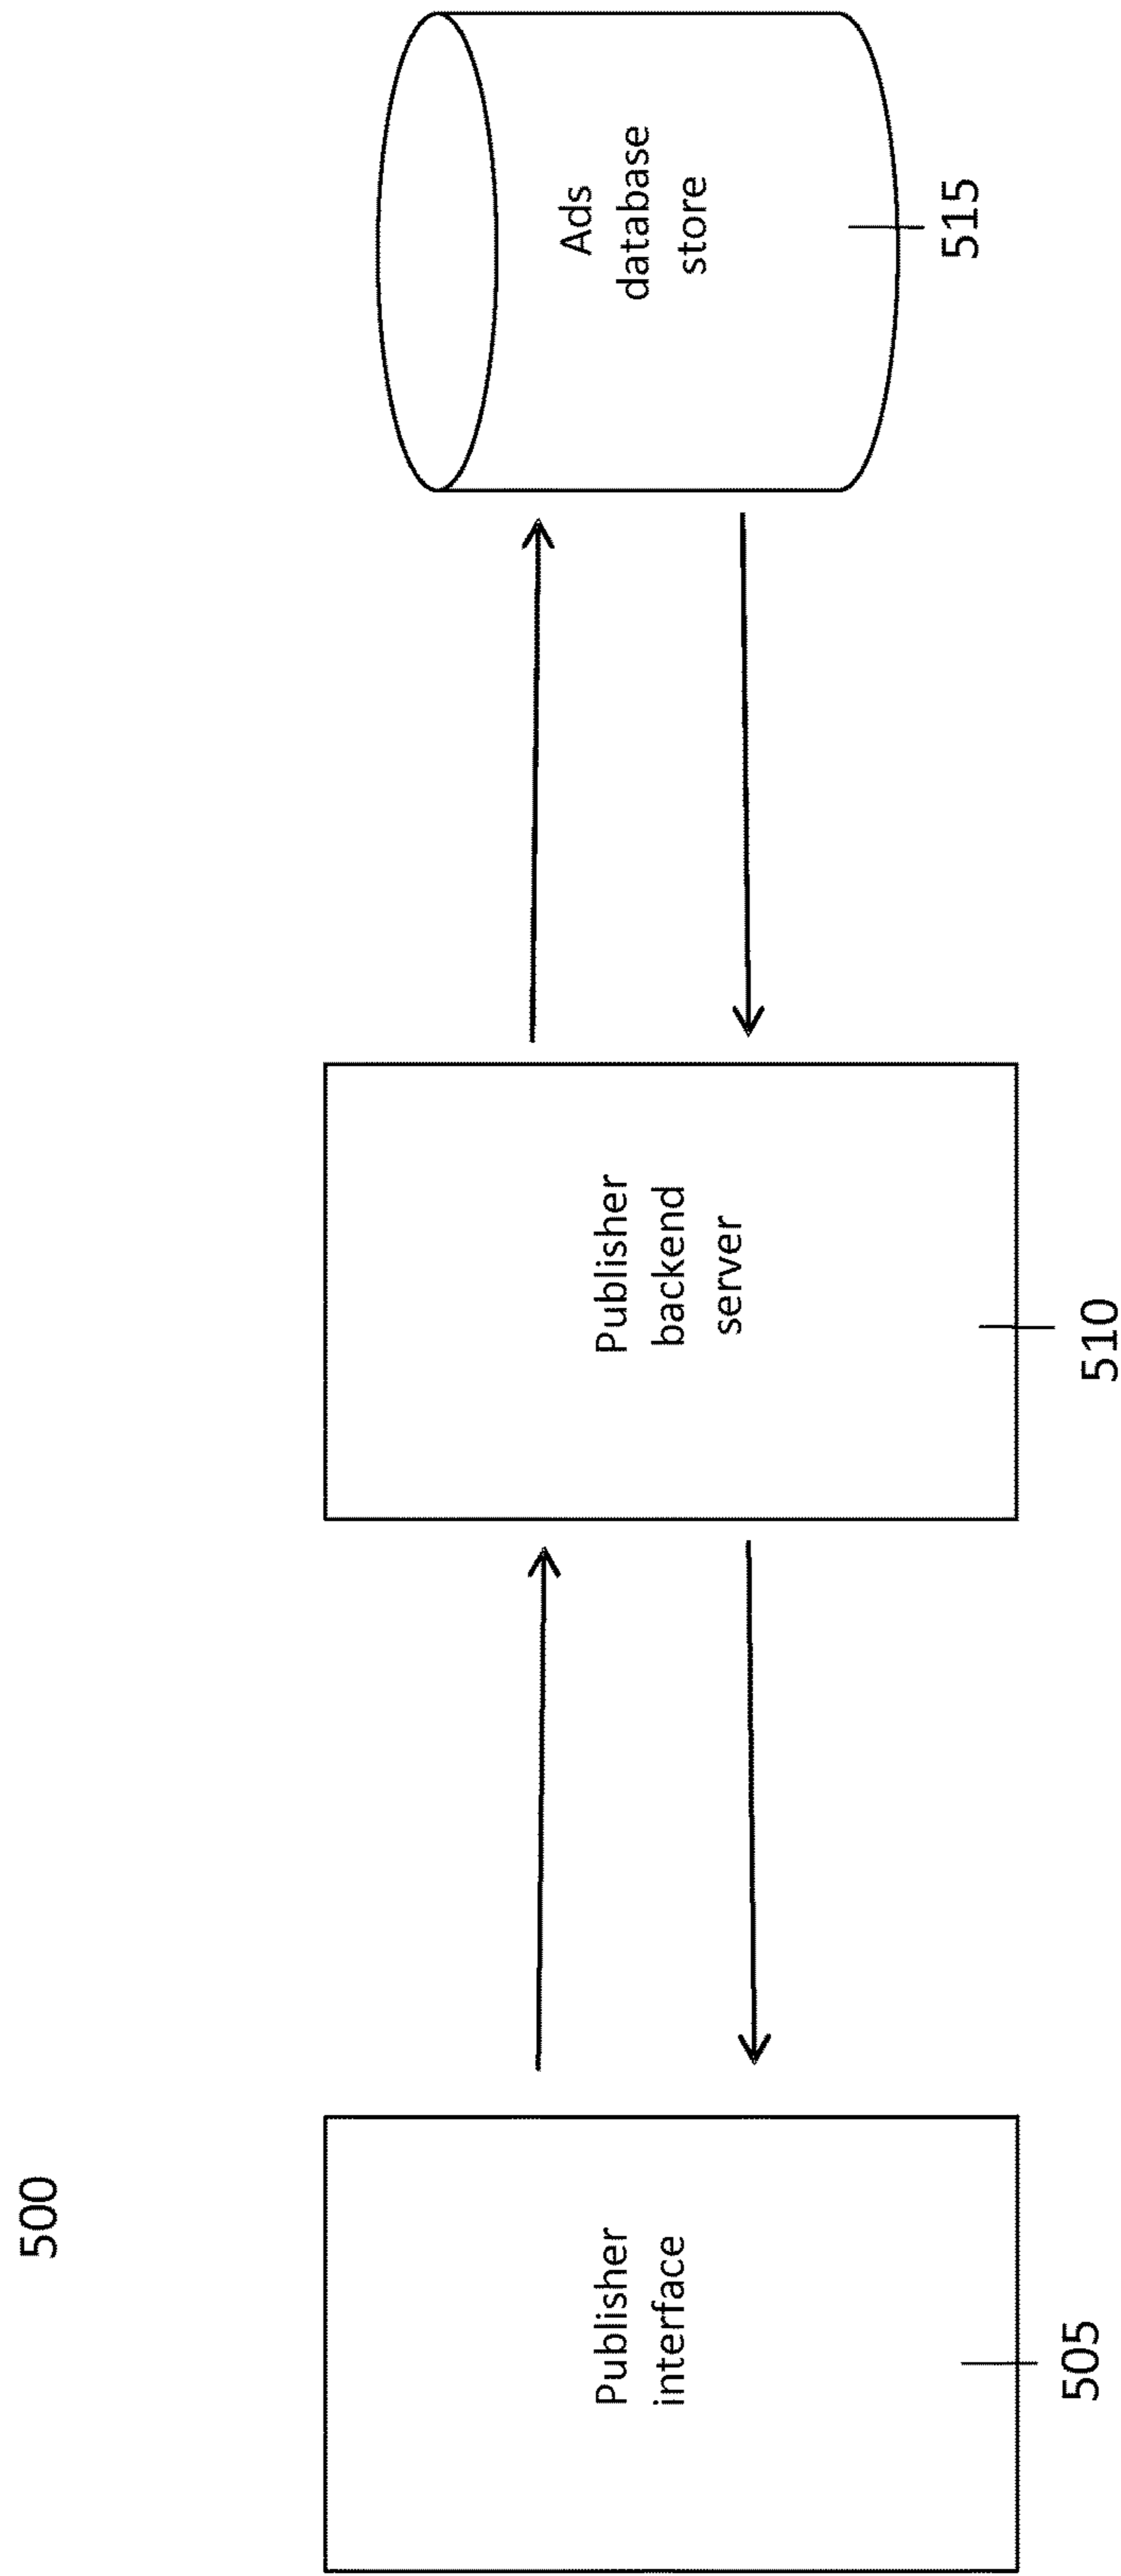 500
Publisher
interface
505
Publisher
backend
server
510
Ads
database
store
515